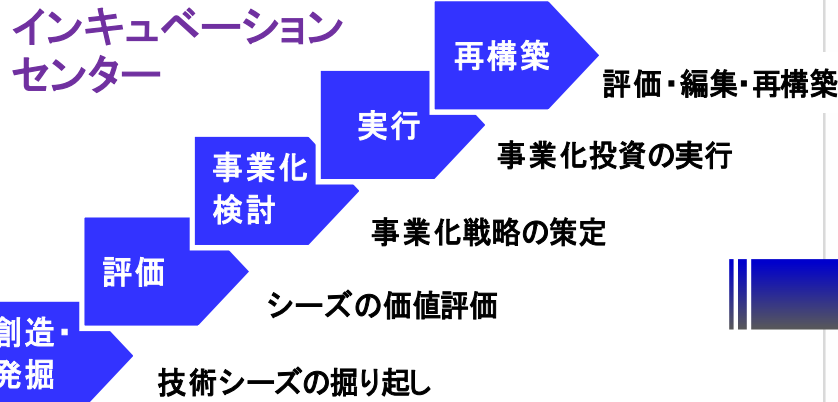 インキュベーション
センター
再構築
評価・編集・再構築
実行
事業化投資の実行
事業化
検討
事業化戦略の策定
評価
シーズの価値評価
創造・
発掘
技術シーズの掘り起し